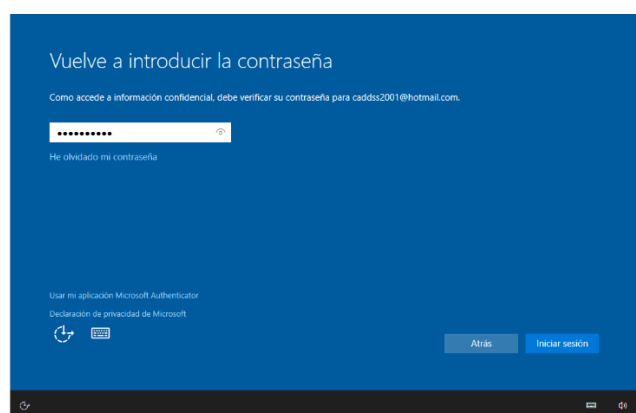 Vuelve a introducir la contraseña
Como accede a información confidencial, debe verificar su contraseña para caddss2001@hotmail.com.
••••••••••
He olvidado mi contraseña
Usar mi aplicación Microsoft Authenticator
Declaración de privacidad de Microsoft
Atrás Iniciar sesión